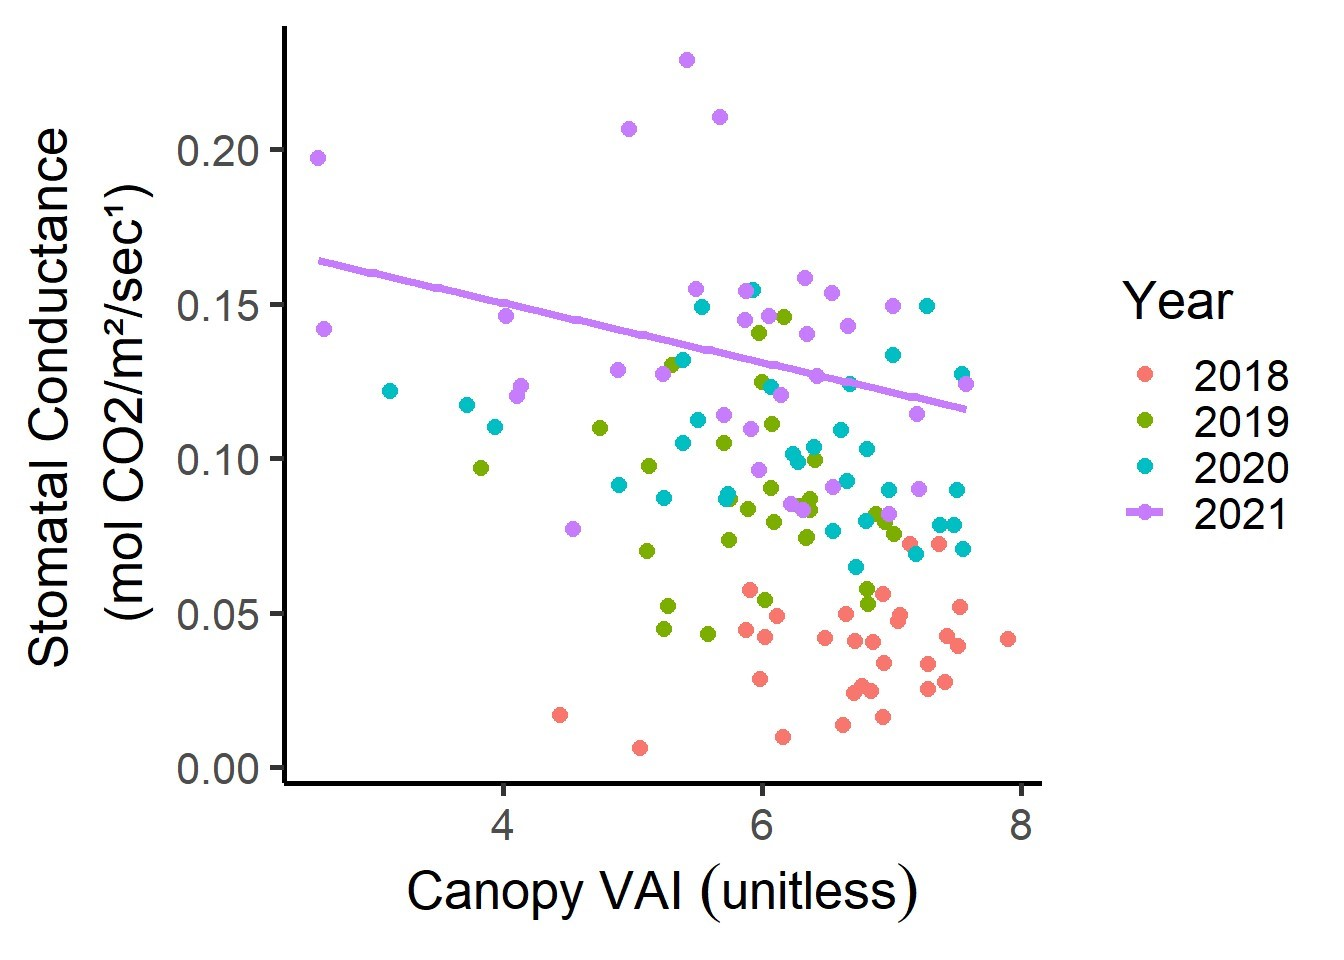 Stomatal Conductance
(mol CO2/m²/sec¹)
0.20
0.15
0.10
0.05
0.00
4 6 8
Canopy VAI (unitless)
Year
2018
2019
2020
2021